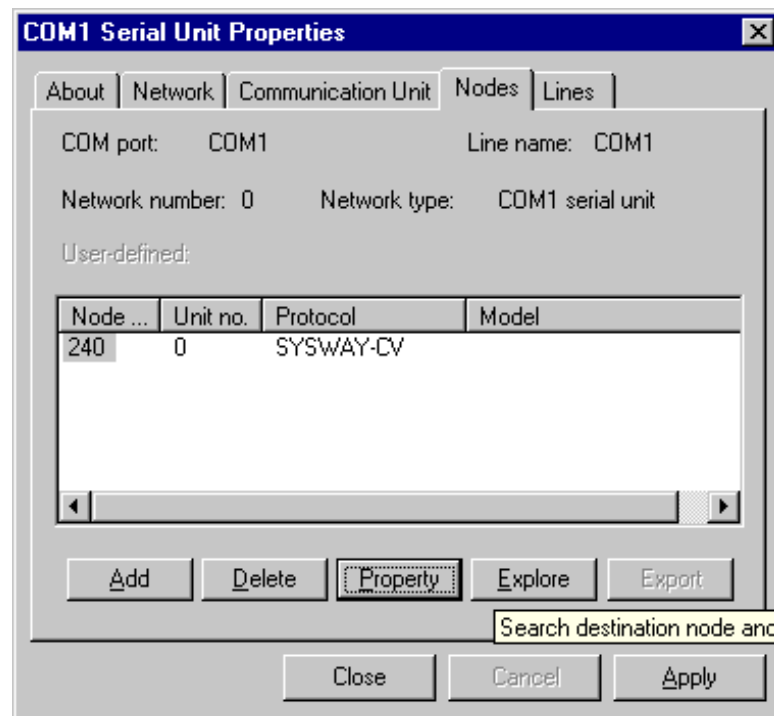 COM1 Serial Unit Properties
About Network Communication Unit Nodes Lines
COM port: COM1 Line name: COM1
Network number: 0 Network type: COM1 serial unit
User-defined:
Node ... Unit no. Protocol Model
240 0 SYSWAY-CV
Add Delete Property Explore Export
Search destination node and
Close Cancel Apply